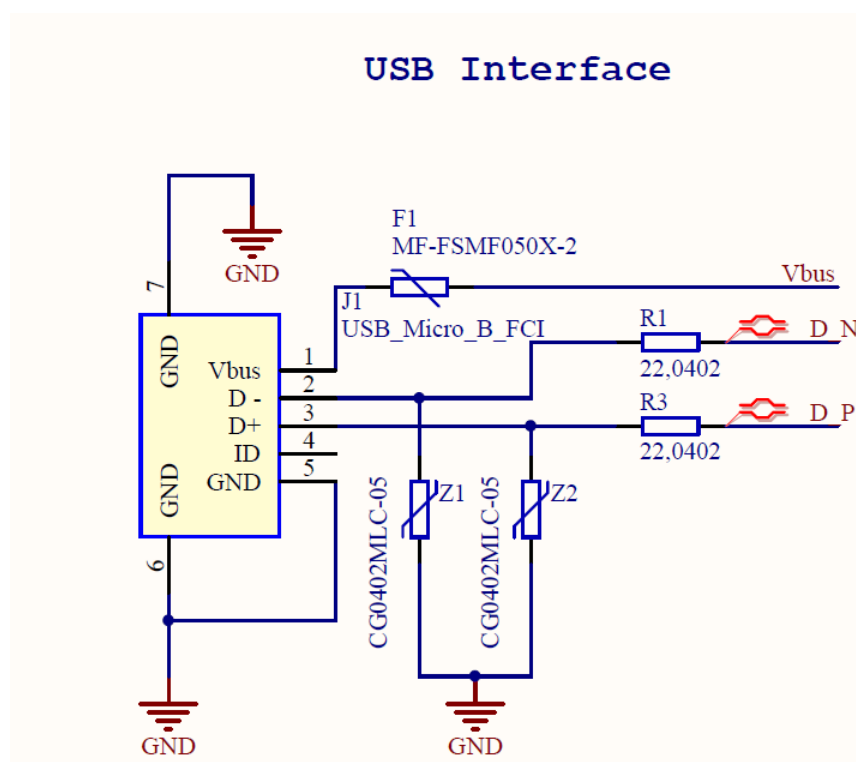 USB Interface
GND
7
F1
MF-FSMF050X-2
Vbus
J1
USB_Micro_B_FCI
R1
22,0402
D_N
R3
22,0402
D_P
GND
Vbus 1
D - 2
D+ 3
ID 4
GND 5
GND
6
Z1
CG0402MLC-05
Z2
CG0402MLC-05
GND
GND